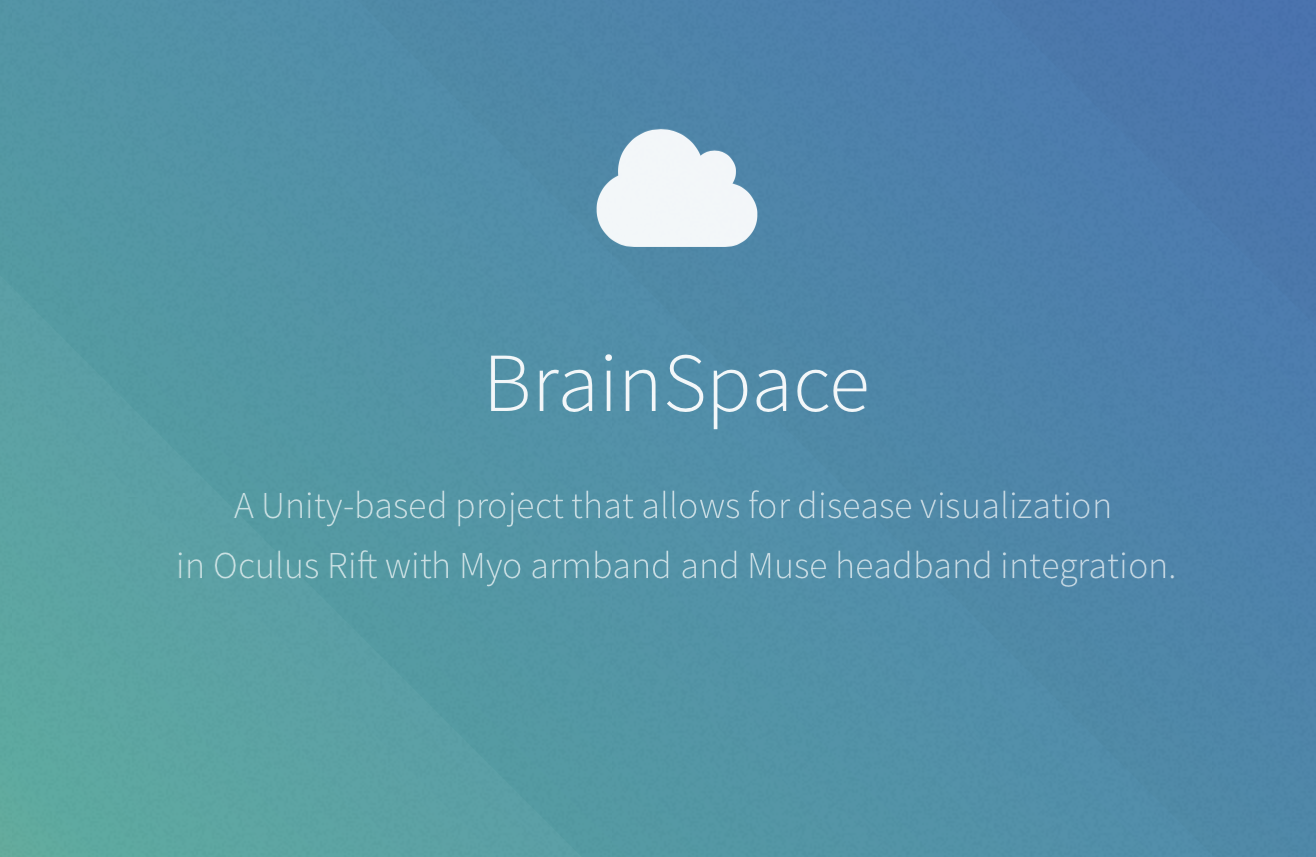 BrainSpace
A Unity-based project that allows for disease visualization
in Oculus Rift with Myo armband and Muse headband integration.